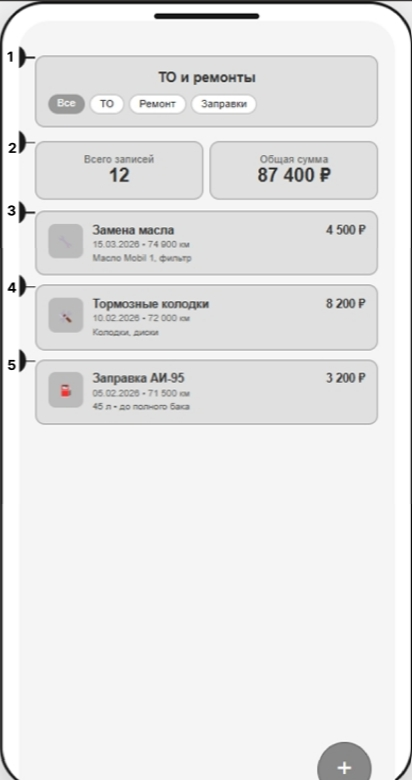 1
ТО и ремонты
Все ТО Ремонт Заправки
2
Всего записей
12
Общая сумма
87 400 ₽
3
Замена масла 4 500 ₽
15.03.2026 • 74 900 км
Масло Mobil 1, фильтр
4
Тормозные колодки 8 200 ₽
10.02.2026 • 72 000 км
Колодки, диски
5
Заправка АИ-95 3 200 ₽
05.02.2026 • 71 500 км
45 л • до полного бака
+